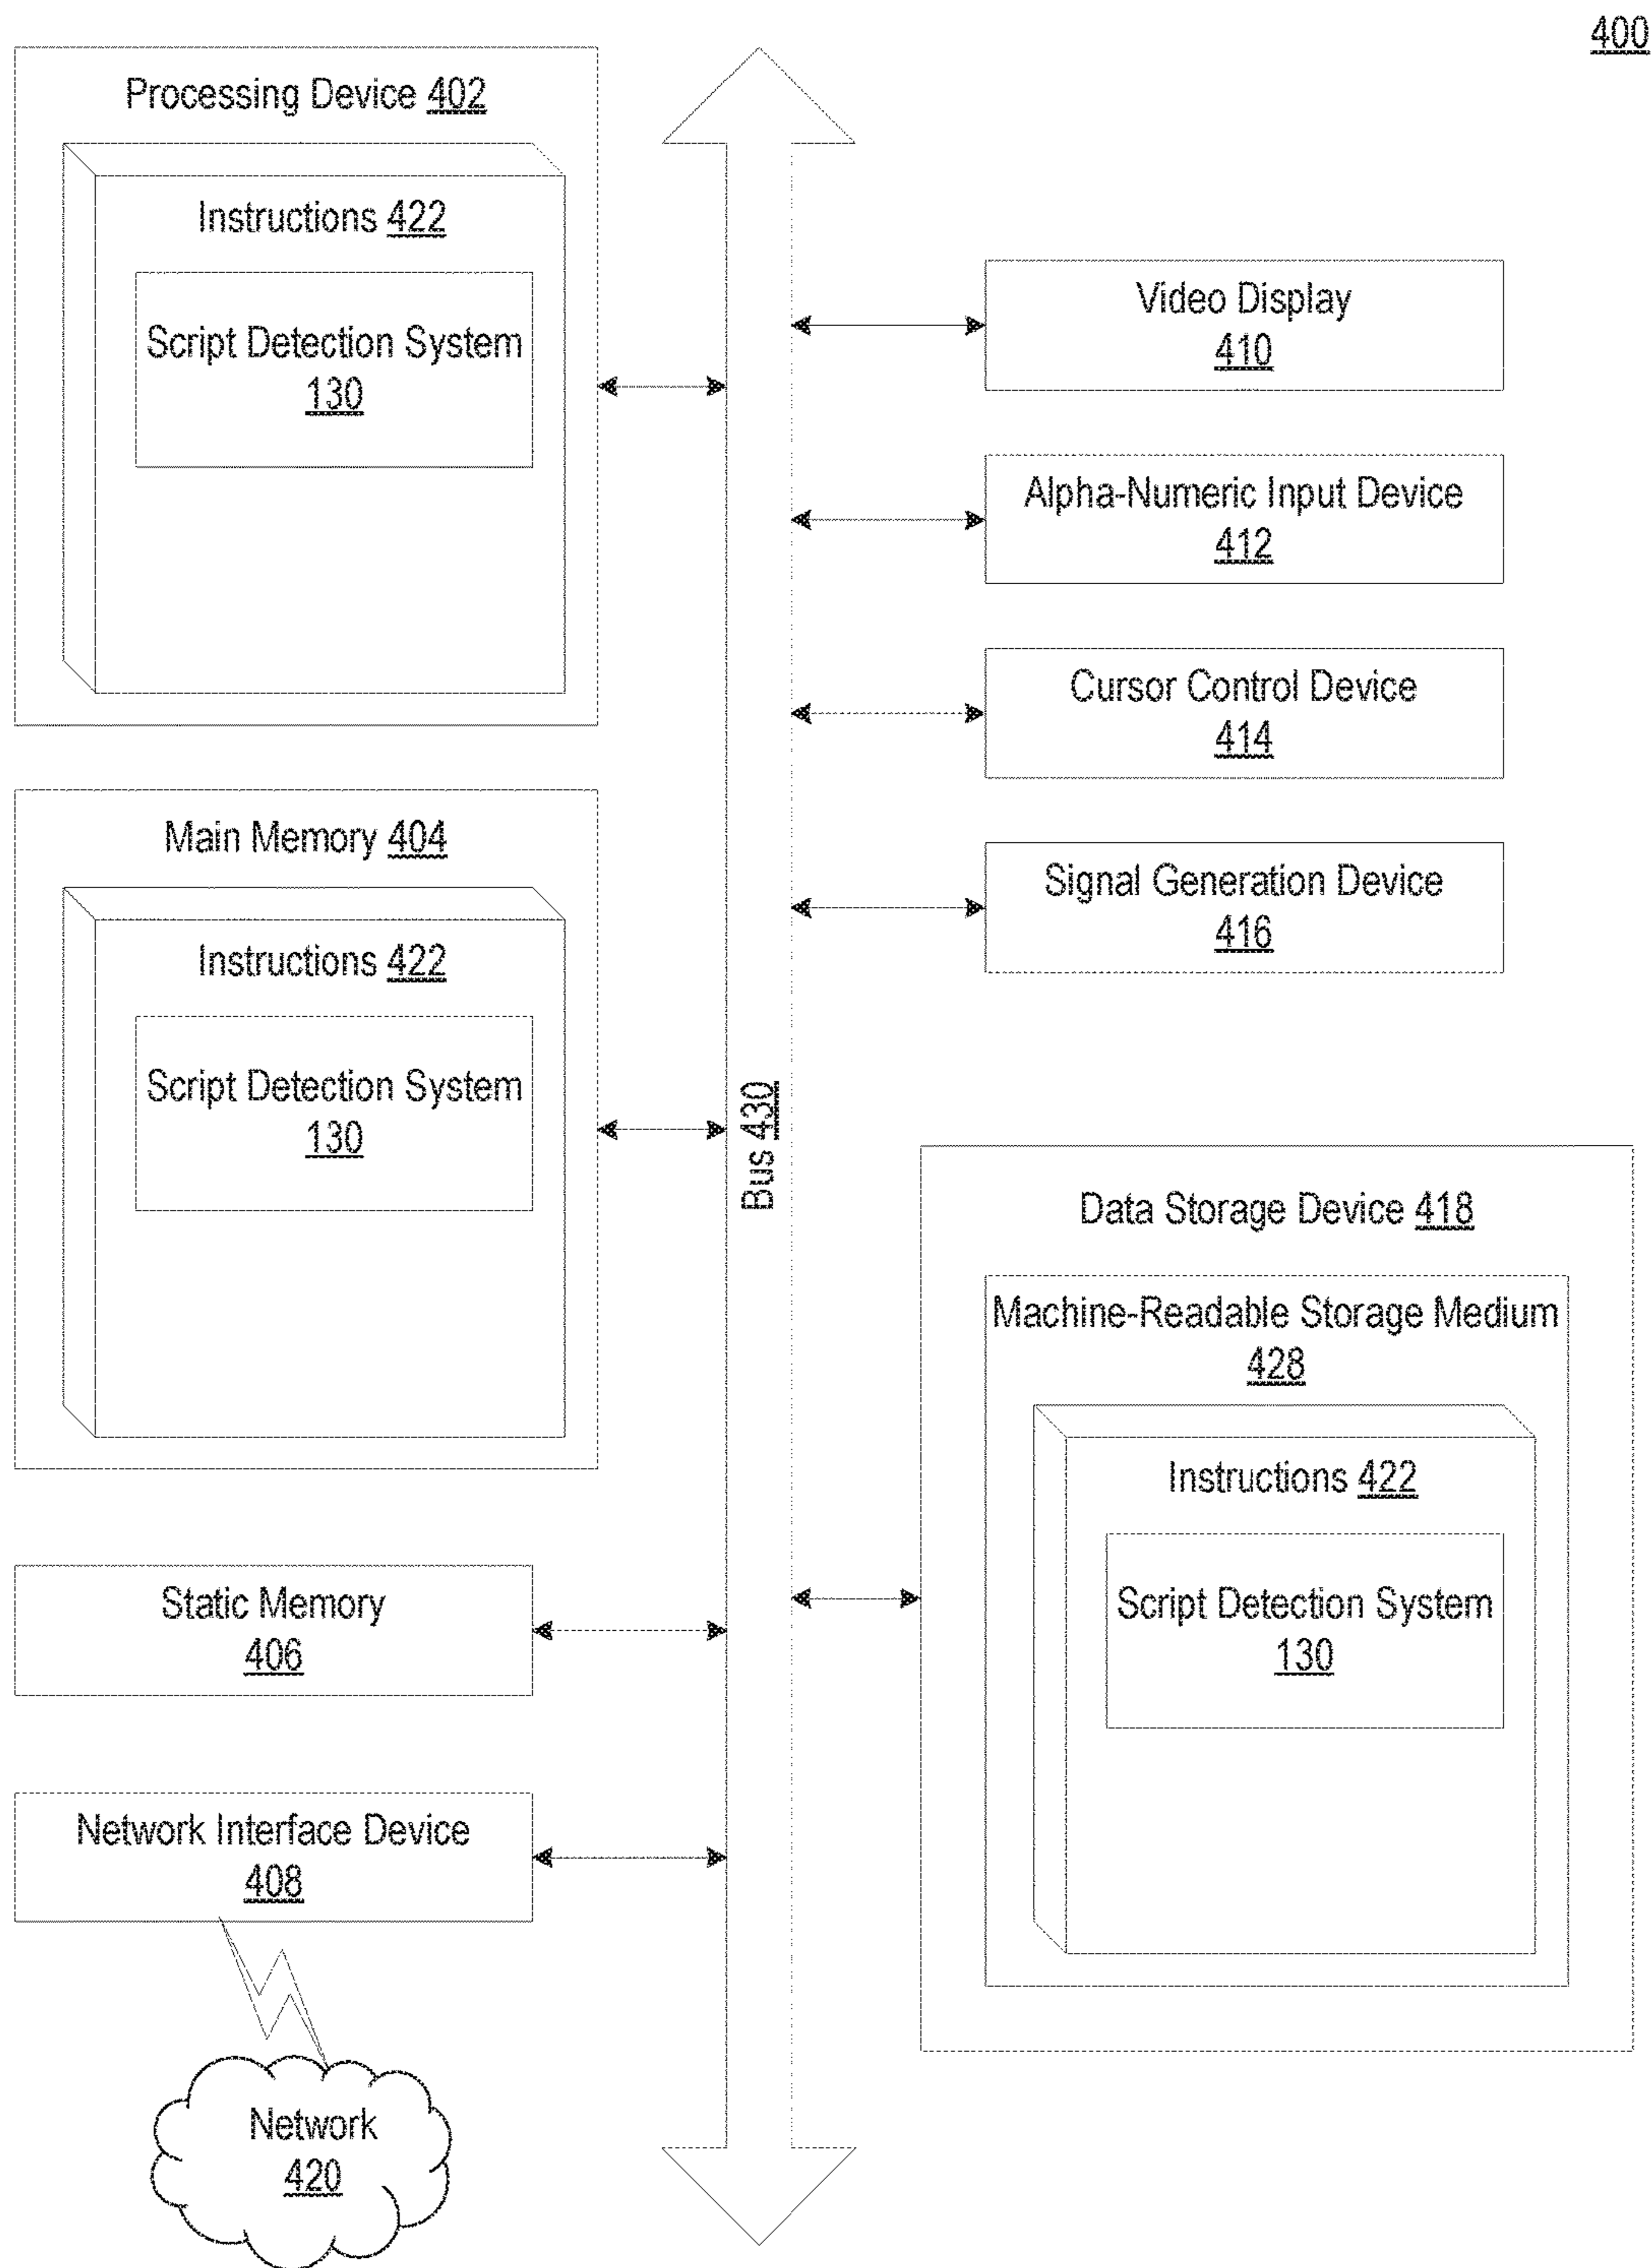 400
Processing Device 402
Instructions 422
Script Detection System
130
Main Memory 404
Instructions 422
Script Detection System
130
Static Memory
406
Network Interface Device
408
Network
420
Bus 430
Video Display
410
Alpha-Numeric Input Device
412
Cursor Control Device
414
Signal Generation Device
416
Data Storage Device 418
Machine-Readable Storage Medium
428
Instructions 422
Script Detection System
130